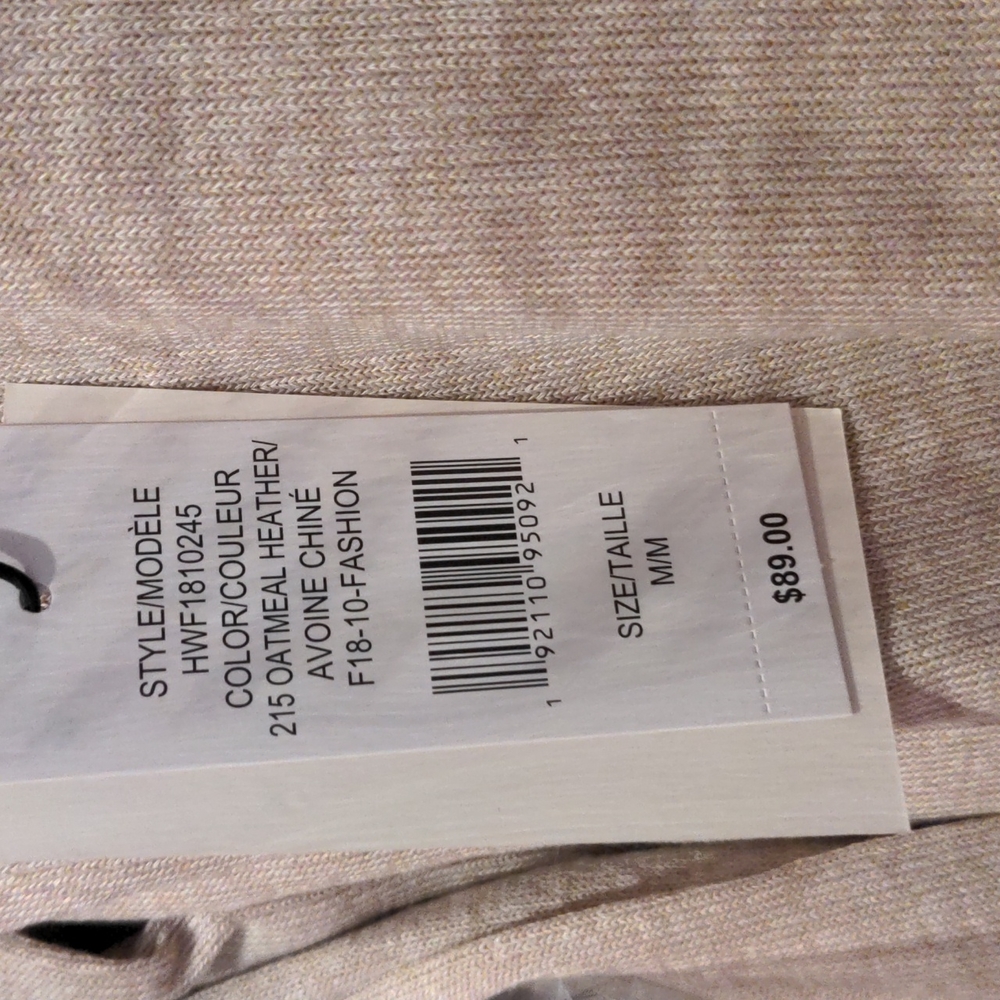 STYLE/MODÈLE
HWF1810245
COLOR/COULEUR
215 OATMEAL HEATHER/
AVOINE CHINÉ
F18-10-FASHION
1 92110 95092 1
SIZE/TAILLE
M/M
$89.00